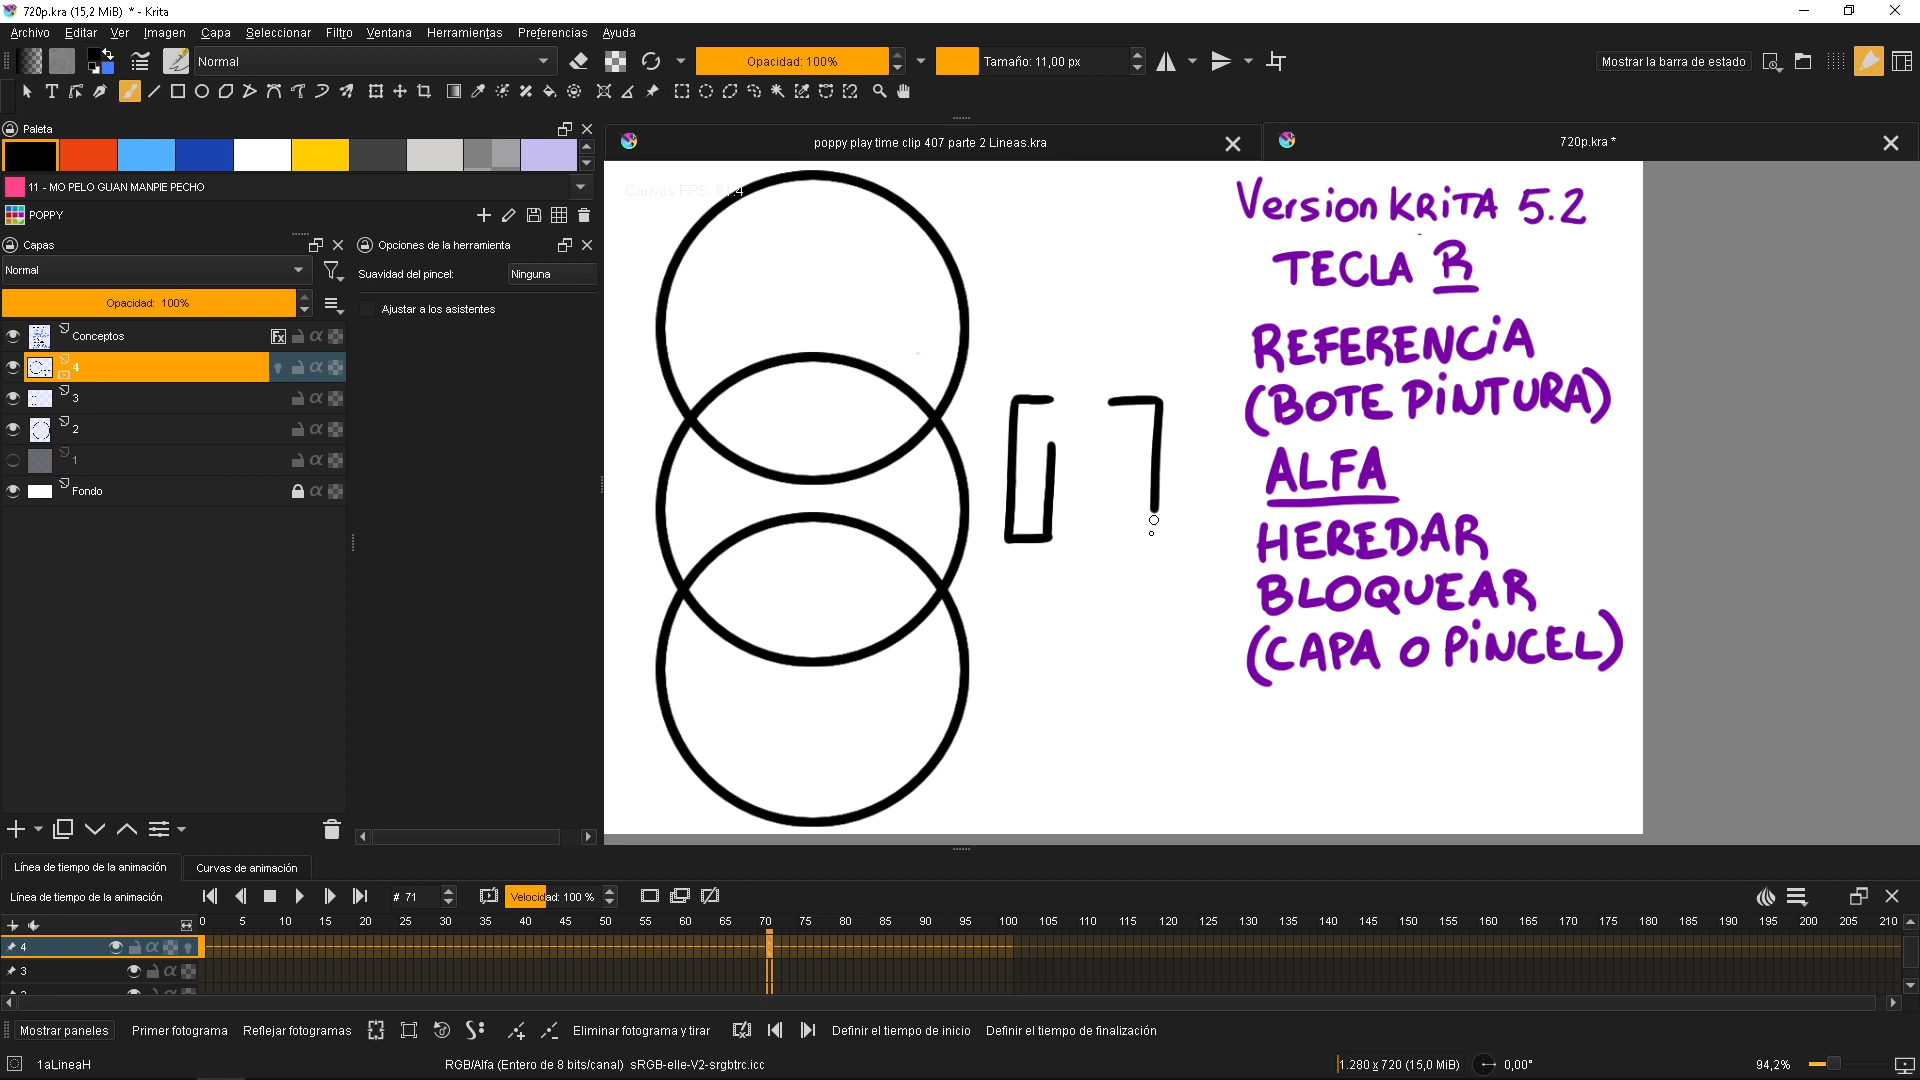 720p.kra (15,2 MiB) * - Krita
Archivo Editar Ver Imagen Capa Seleccionar Filtro Ventana Herramientas Preferencias Ayuda
Normal Opacidad: 100% Tamaño: 11,00 px Mostrar la barra de estado
Paleta
11 - MO PELO GUAN MANPIE PECHO
POPPY
Capas
Normal
Opacidad: 100%
Conceptos
4
3
2
1
Fondo
Opciones de la herramienta
Suavidad del pincel: Ninguna
Ajustar a los asistentes
poppy play time clip 407 parte 2 Lineas.kra
720p.kra *
Canvas FPS:
Version KRiTA 5.2
TECLA R
REFERENCiA
(BOTE PiNTURA)
ALFA
HEREDAR
BLOQUEAR
(CAPA O PiNCEL)
Línea de tiempo de la animación Curvas de animación
Línea de tiempo de la animación # 71 Velocidad: 100 %
0 5 10 15 20 25 30 35 40 45 50 55 60 65 70 75 80 85 90 95 100 105 110 115 120 125 130 135 140 145 150 155 160 165 170 175 180 185 190 195 200 205 210
4
3
Mostrar paneles Primer fotograma Reflejar fotogramas Eliminar fotograma y tirar Definir el tiempo de inicio Definir el tiempo de finalización
1aLineaH RGB/Alfa (Entero de 8 bits/canal) sRGB-elle-V2-srgbtrc.icc 1.280 x 720 (15,0 MiB) 0,00° 94,2%